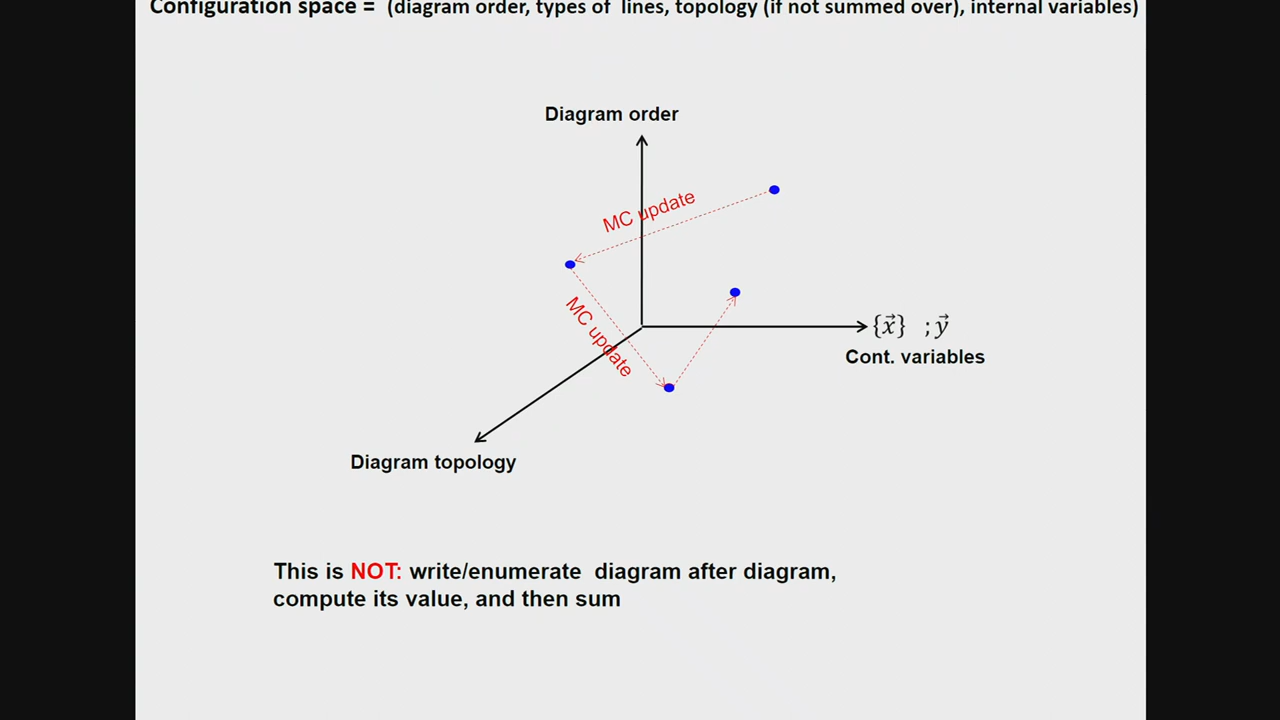 Configuration space = (diagram order, types of lines, topology (if not summed over), internal variables)
Diagram order
MC update
MC update
{x⃗} ; y⃗
Cont. variables
Diagram topology
This is NOT: write/enumerate diagram after diagram,
compute its value, and then sum